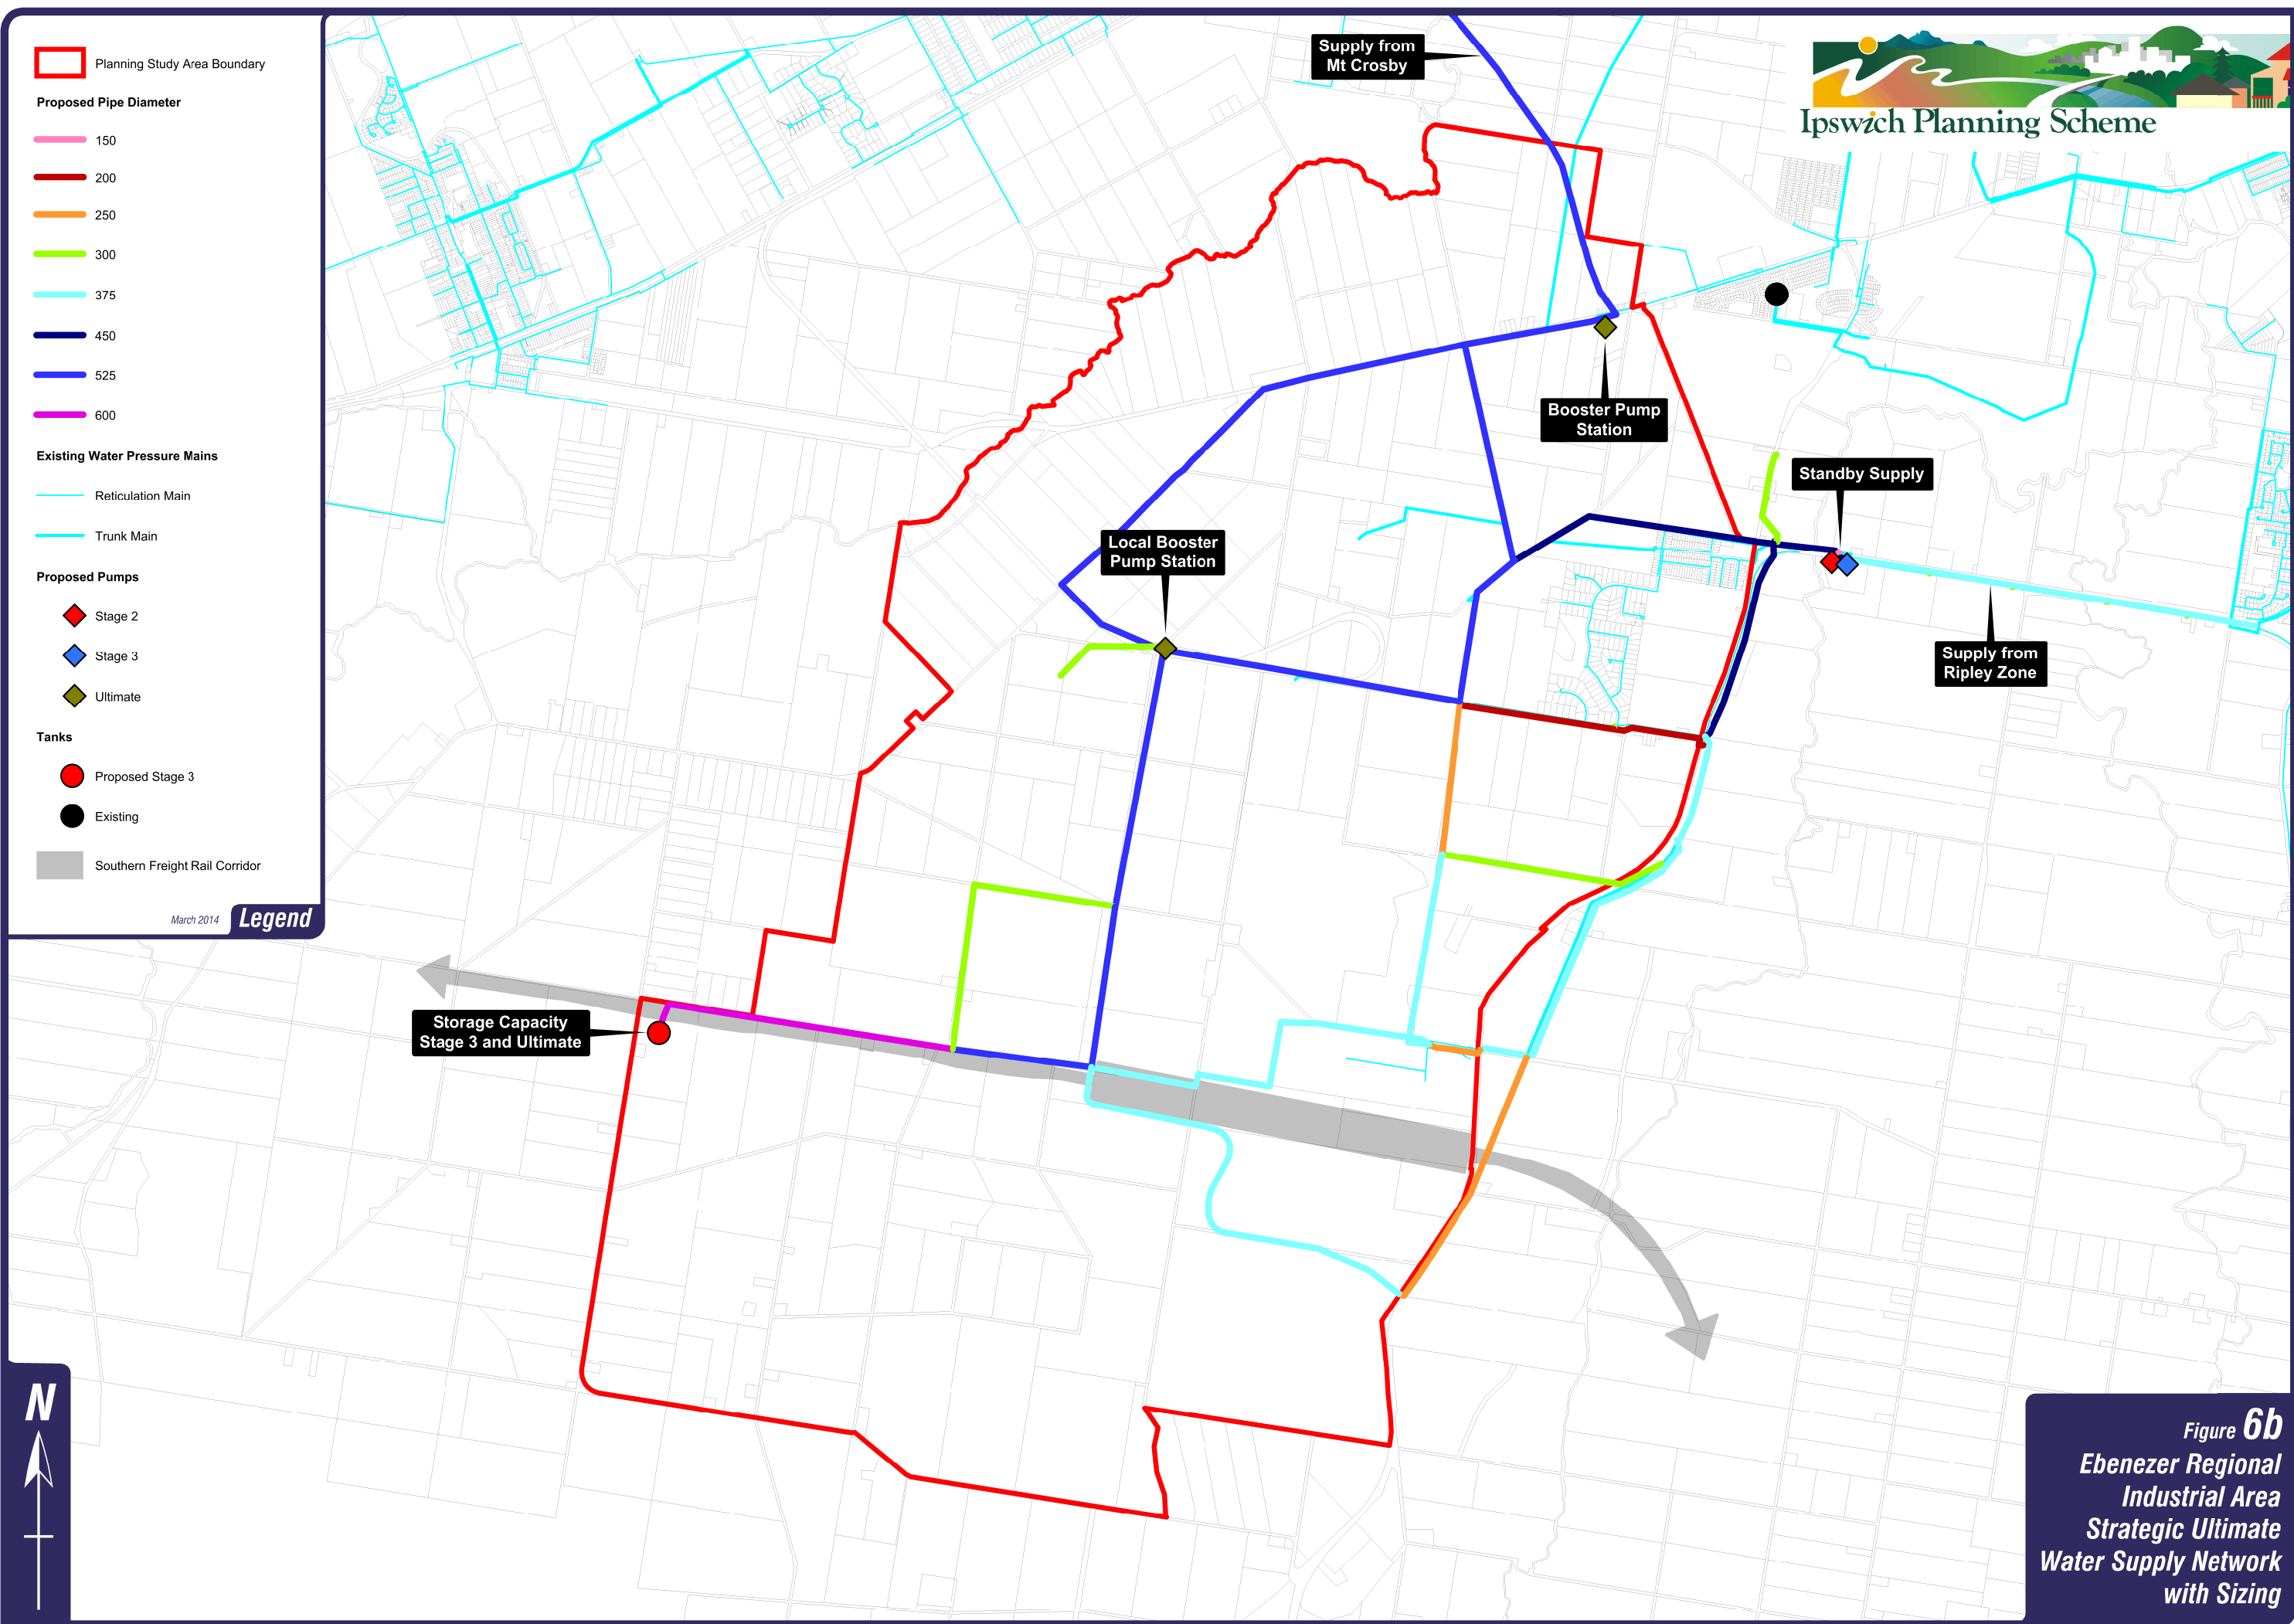 Planning Study Area Boundary
Proposed Pipe Diameter
150
200
250
300
375
450
525
600
Existing Water Pressure Mains
Reticulation Main
Trunk Main
Proposed Pumps
Stage 2
Stage 3
Ultimate
Tanks
Proposed Stage 3
Existing
Southern Freight Rail Corridor
March 2014
Legend
Supply from
Mt Crosby
Ipswich Planning Scheme
Booster Pump
Station
Standby Supply
Local Booster
Pump Station
Supply from
Ripley Zone
Storage Capacity
Stage 3 and Ultimate
N
Figure 6b
Ebenezer Regional
Industrial Area
Strategic Ultimate
Water Supply Network
with Sizing